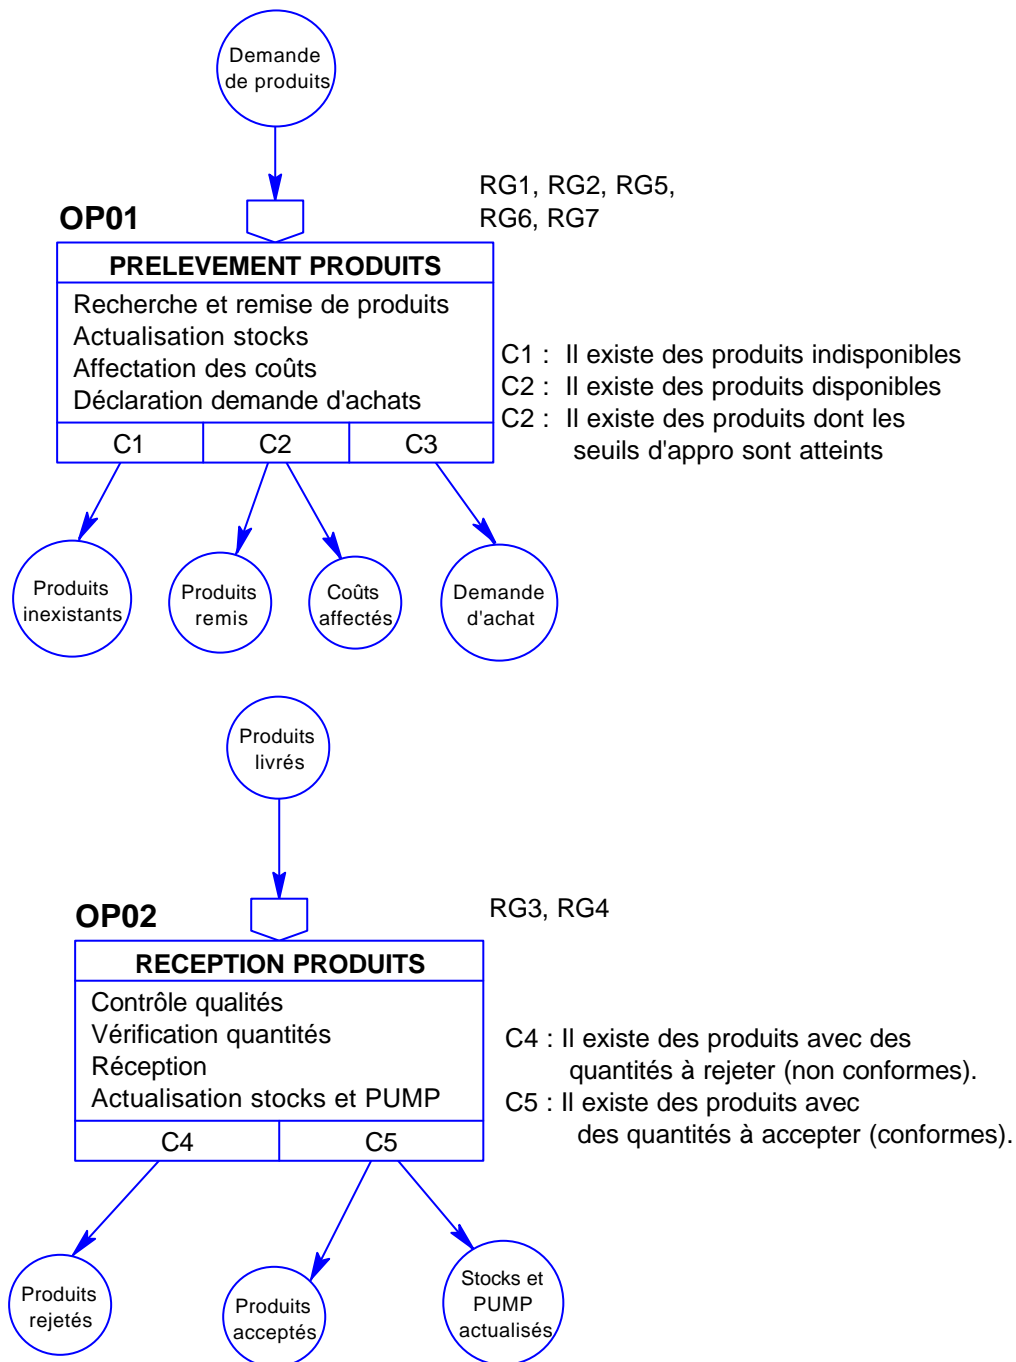 Demande
de produits
RG1, RG2, RG5,
RG6, RG7
OP01
PRELEVEMENT PRODUITS
Recherche et remise de produits
Actualisation stocks
Affectation des coûts
Déclaration demande d'achats
C1 : Il existe des produits indisponibles
C2 : Il existe des produits disponibles
C2 : Il existe des produits dont les
seuils d'appro sont atteints
C1 C2 C3
Produits
inexistants
Produits
remis
Coûts
affectés
Demande
d'achat
Produits
livrés
OP02
RG3, RG4
RECEPTION PRODUITS
Contrôle qualités
Vérification quantités
Réception
Actualisation stocks et PUMP
C4 : Il existe des produits avec des
quantités à rejeter (non conformes).
C5 : Il existe des produits avec
des quantités à accepter (conformes).
C4 C5
Produits
rejetés
Produits
acceptés
Stocks et
PUMP
actualisés